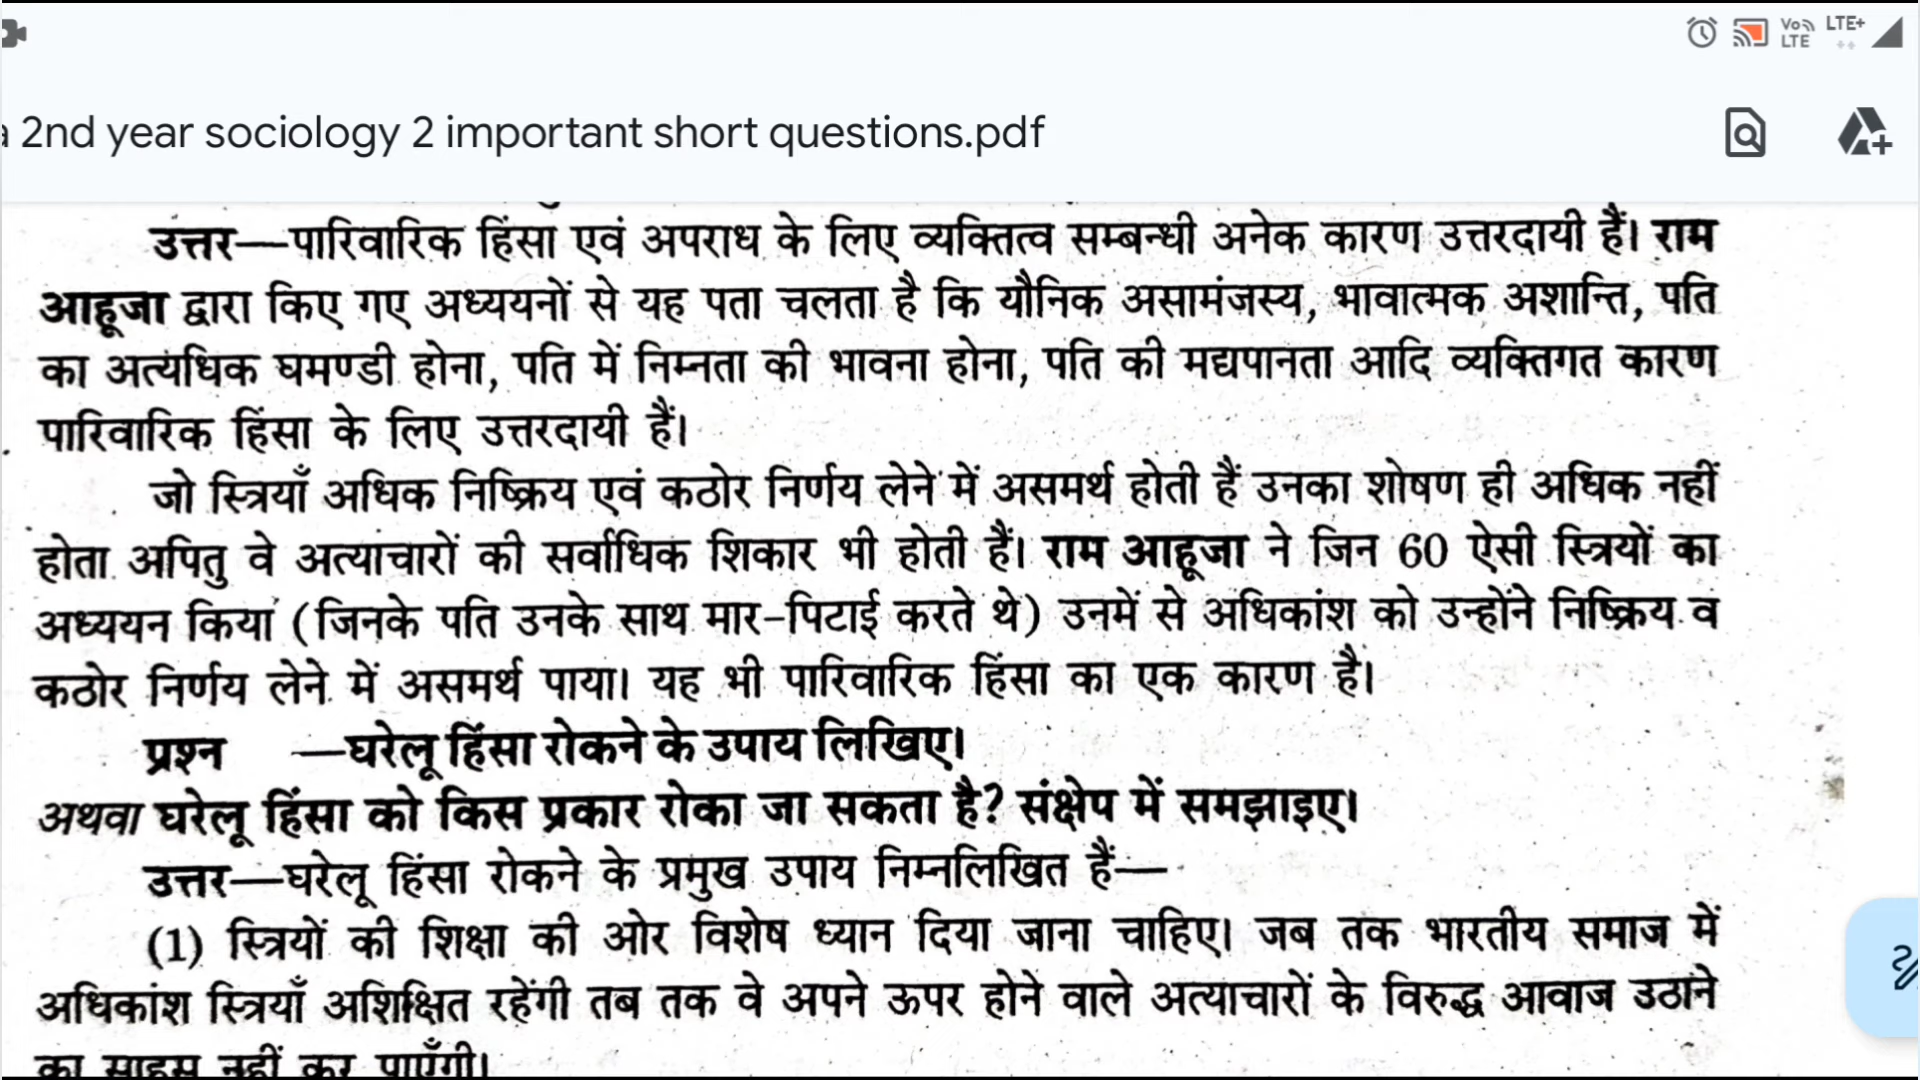 Vo LTE
LTE+
a 2nd year sociology 2 important short questions.pdf
उत्तर—पारिवारिक हिंसा एवं अपराध के लिए व्यक्तित्व सम्बन्धी अनेक कारण उत्तरदायी हैं। राम
आहूजा द्वारा किए गए अध्ययनों से यह पता चलता है कि यौनिक असामंजस्य, भावात्मक अशान्ति, पति
का अत्यधिक घमण्डी होना, पति में निम्नता की भावना होना, पति की मद्यपानता आदि व्यक्तिगत कारण
पारिवारिक हिंसा के लिए उत्तरदायी हैं।
जो स्त्रियाँ अधिक निष्क्रिय एवं कठोर निर्णय लेने में असमर्थ होती हैं उनका शोषण ही अधिक नहीं
होता अपितु वे अत्याचारों की सर्वाधिक शिकार भी होती हैं। राम आहूजा ने जिन 60 ऐसी स्त्रियों का
अध्ययन किया (जिनके पति उनके साथ मार-पिटाई करते थे) उनमें से अधिकांश को उन्होंने निष्क्रिय व
कठोर निर्णय लेने में असमर्थ पाया। यह भी पारिवारिक हिंसा का एक कारण है।
प्रश्न —घरेलू हिंसा रोकने के उपाय लिखिए।
अथवा घरेलू हिंसा को किस प्रकार रोका जा सकता है? संक्षेप में समझाइए।
उत्तर—घरेलू हिंसा रोकने के प्रमुख उपाय निम्नलिखित हैं—
(1) स्त्रियों की शिक्षा की ओर विशेष ध्यान दिया जाना चाहिए। जब तक भारतीय समाज में
अधिकांश स्त्रियाँ अशिक्षित रहेंगी तब तक वे अपने ऊपर होने वाले अत्याचारों के विरुद्ध आवाज उठाने
का साहस नहीं कर पाएँगी।